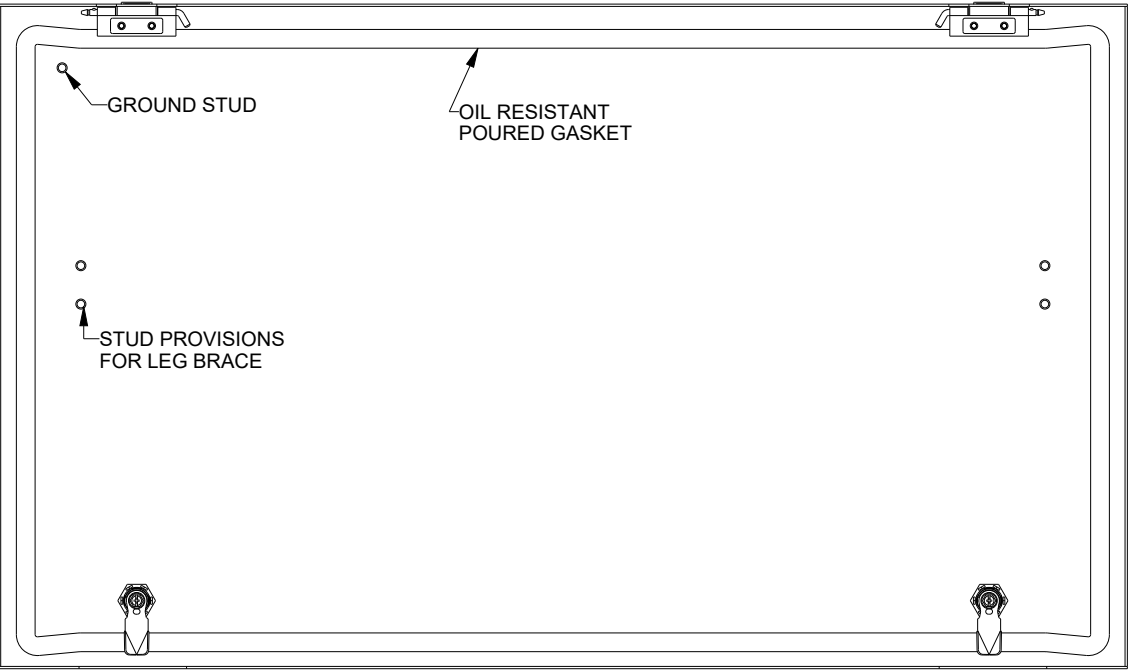 GROUND STUD
OIL RESISTANT
POURED GASKET
STUD PROVISIONS
FOR LEG BRACE